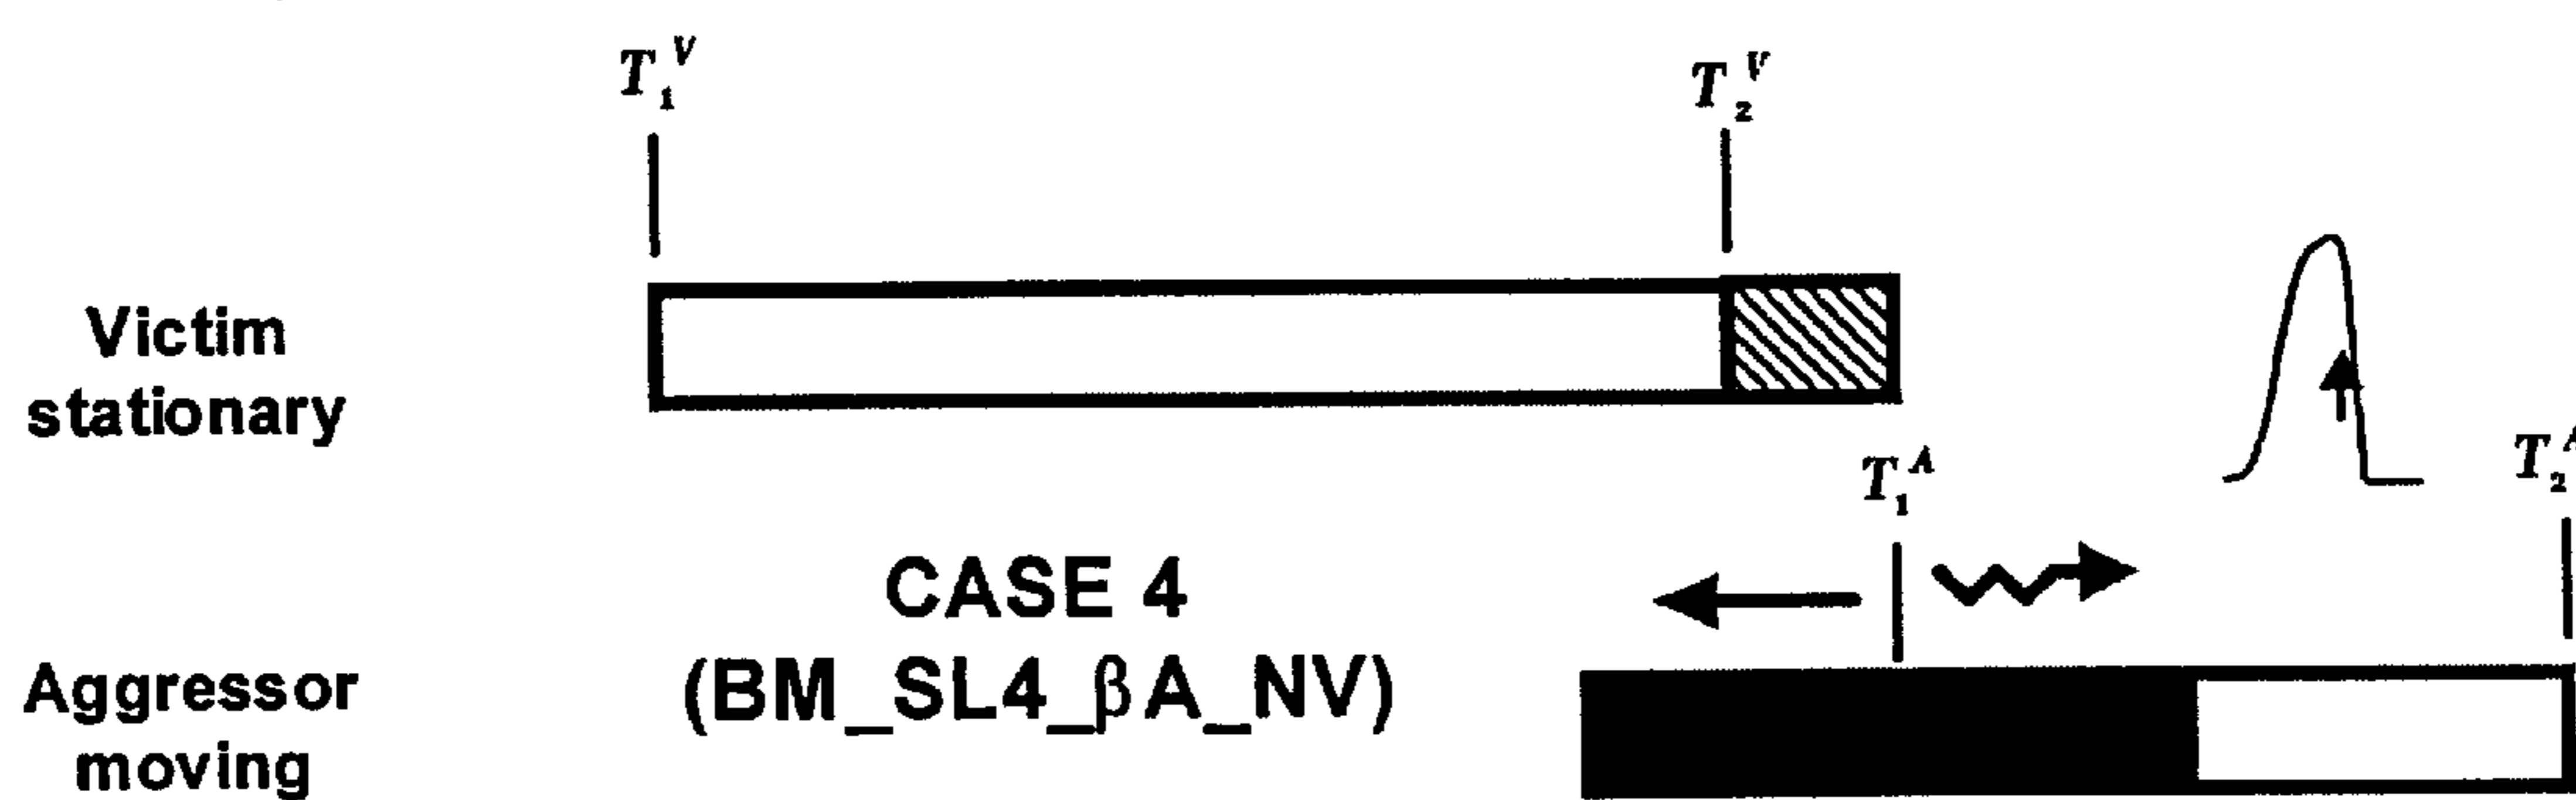 T₁ⱽ
T₂ⱽ
Victim
stationary
T₁ᴬ
T₂ᴬ
CASE 4
(BM_SL4_βA_NV)
Aggressor
moving